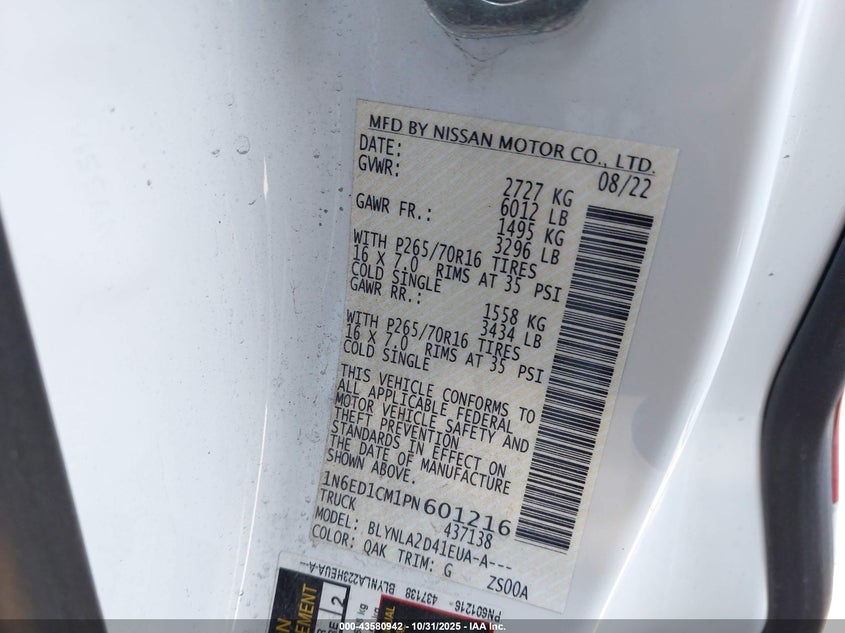 MFD BY NISSAN MOTOR CO., LTD.
DATE: 08/22
GVWR: 2727 KG
6012 LB
GAWR FR.: 1495 KG
3296 LB
WITH P265/70R16 TIRES
16 X 7.0 RIMS AT 35 PSI
COLD SINGLE
GAWR RR.: 1558 KG
3434 LB
WITH P265/70R16 TIRES
16 X 7.0 RIMS AT 35 PSI
COLD SINGLE
THIS VEHICLE CONFORMS TO
ALL APPLICABLE FEDERAL
MOTOR VEHICLE SAFETY AND
THEFT PREVENTION
STANDARDS IN EFFECT ON
THE DATE OF MANUFACTURE
SHOWN ABOVE.
1N6ED1CM1PN601216
TRUCK 437138
MODEL: BLYNLA2D41EUA-A---
COLOR: QAK TRIM: G ZS00A
PN601216 437138 BLYNLA223HEUA-A---
000-43580942 - 10/31/2025 - IAA Inc.